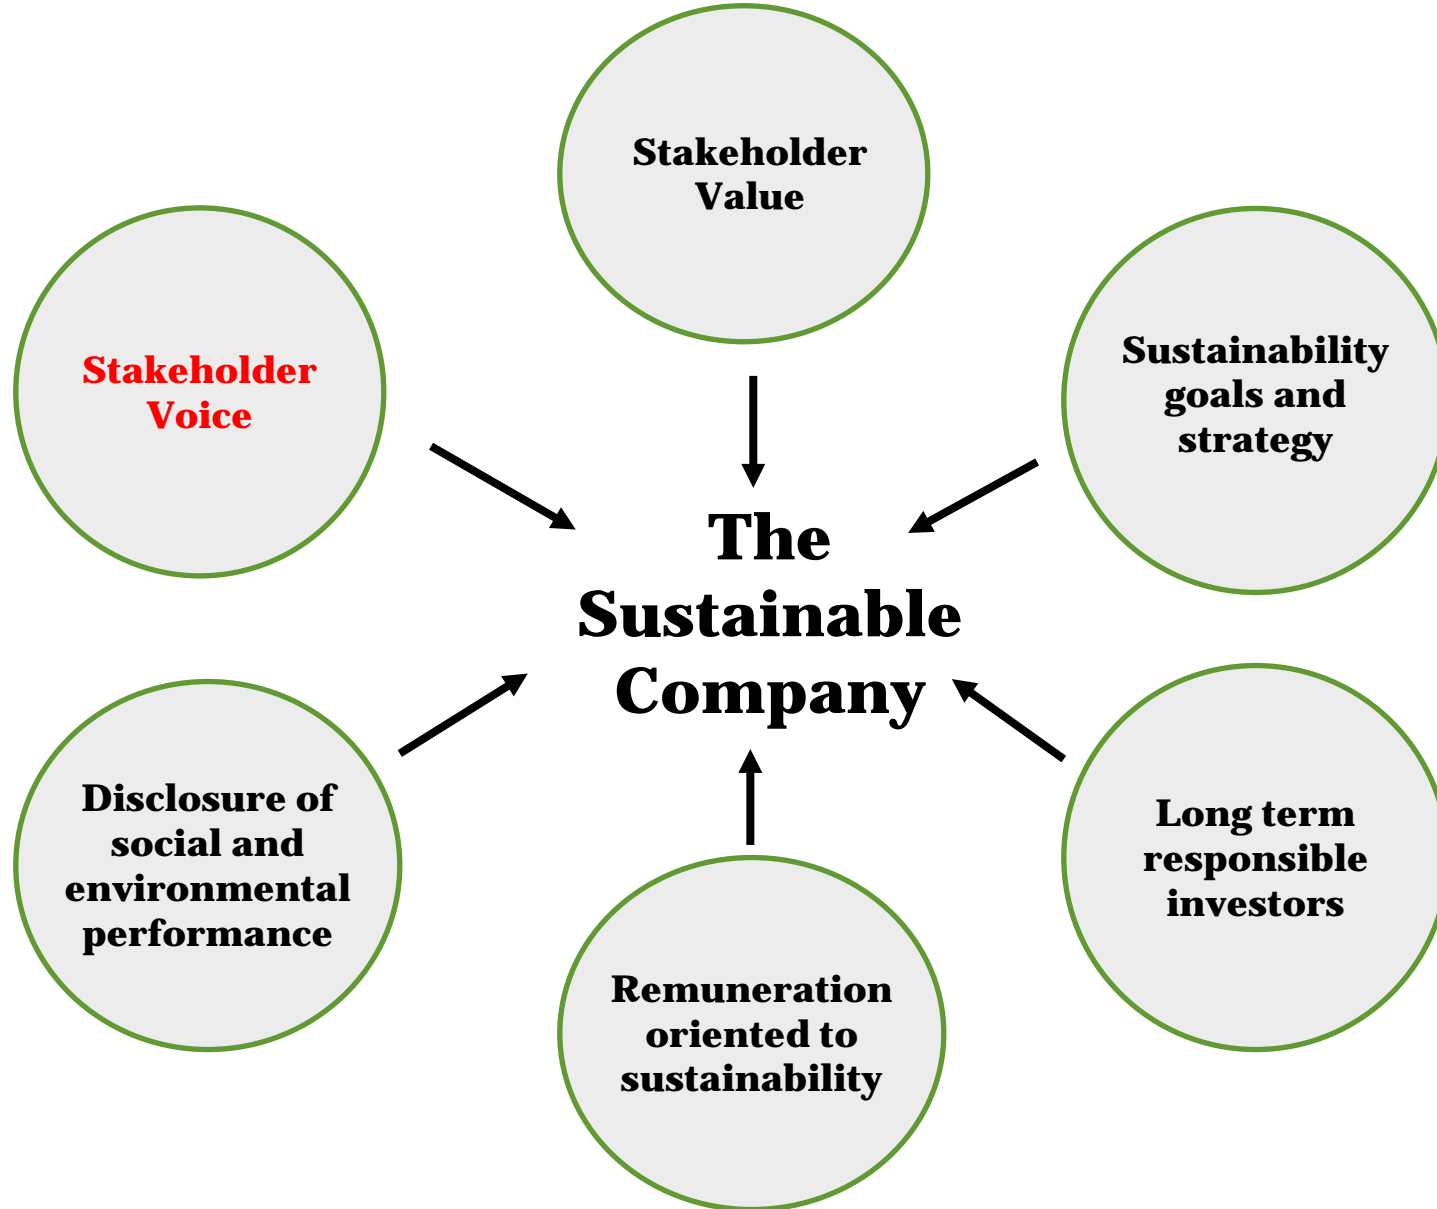 Stakeholder
Value
Stakeholder
Voice
Sustainability
goals and
strategy
The
Sustainable
Company
Disclosure of
social and
environmental
performance
Long term
responsible
investors
Remuneration
oriented to
sustainability